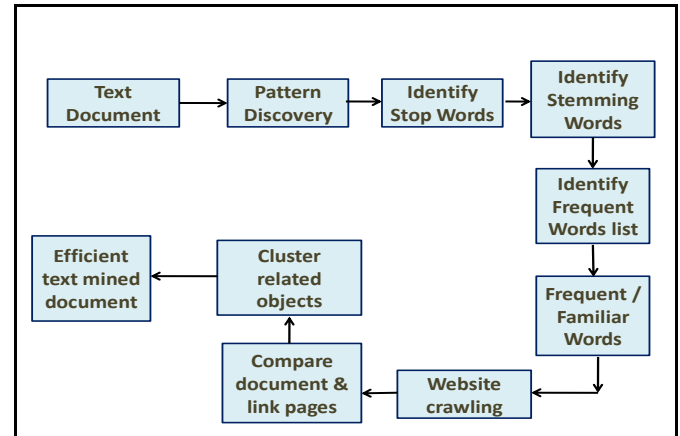 Text
Document
Pattern
Discovery
Identify
Stop Words
Identify
Stemming
Words
Identify
Frequent
Words list
Frequent /
Familiar
Words
Website
crawling
Compare
document &
link pages
Cluster
related
objects
Efficient
text mined
document